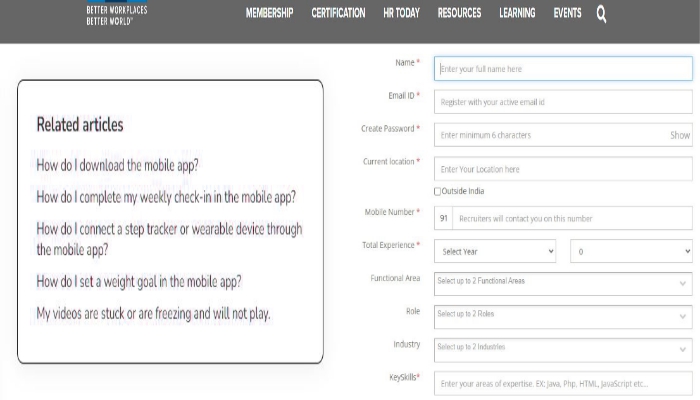 BETTER WORKPLACES
BETTER WORLD™
MEMBERSHIP CERTIFICATION HR TODAY RESOURCES LEARNING EVENTS
Related articles
How do I download the mobile app?
How do I complete my weekly check-in in the mobile app?
How do I connect a step tracker or wearable device through
the mobile app?
How do I set a weight goal in the mobile app?
My videos are stuck or are freezing and will not play.
Name * Enter your full name here
Email ID * Register with your active email id
Create Password * Enter minimum 6 characters Show
Current location * Enter Your Location here
Outside India
Mobile Number * 91 Recruiters will contact you on this number
Total Experience * Select Year 0
Functional Area Select up to 2 Functional Areas
Role Select up to 2 Roles
Industry Select up to 2 Industries
KeySkills* Enter your areas of expertise. EX: Java, Php, HTML, JavaScript etc...